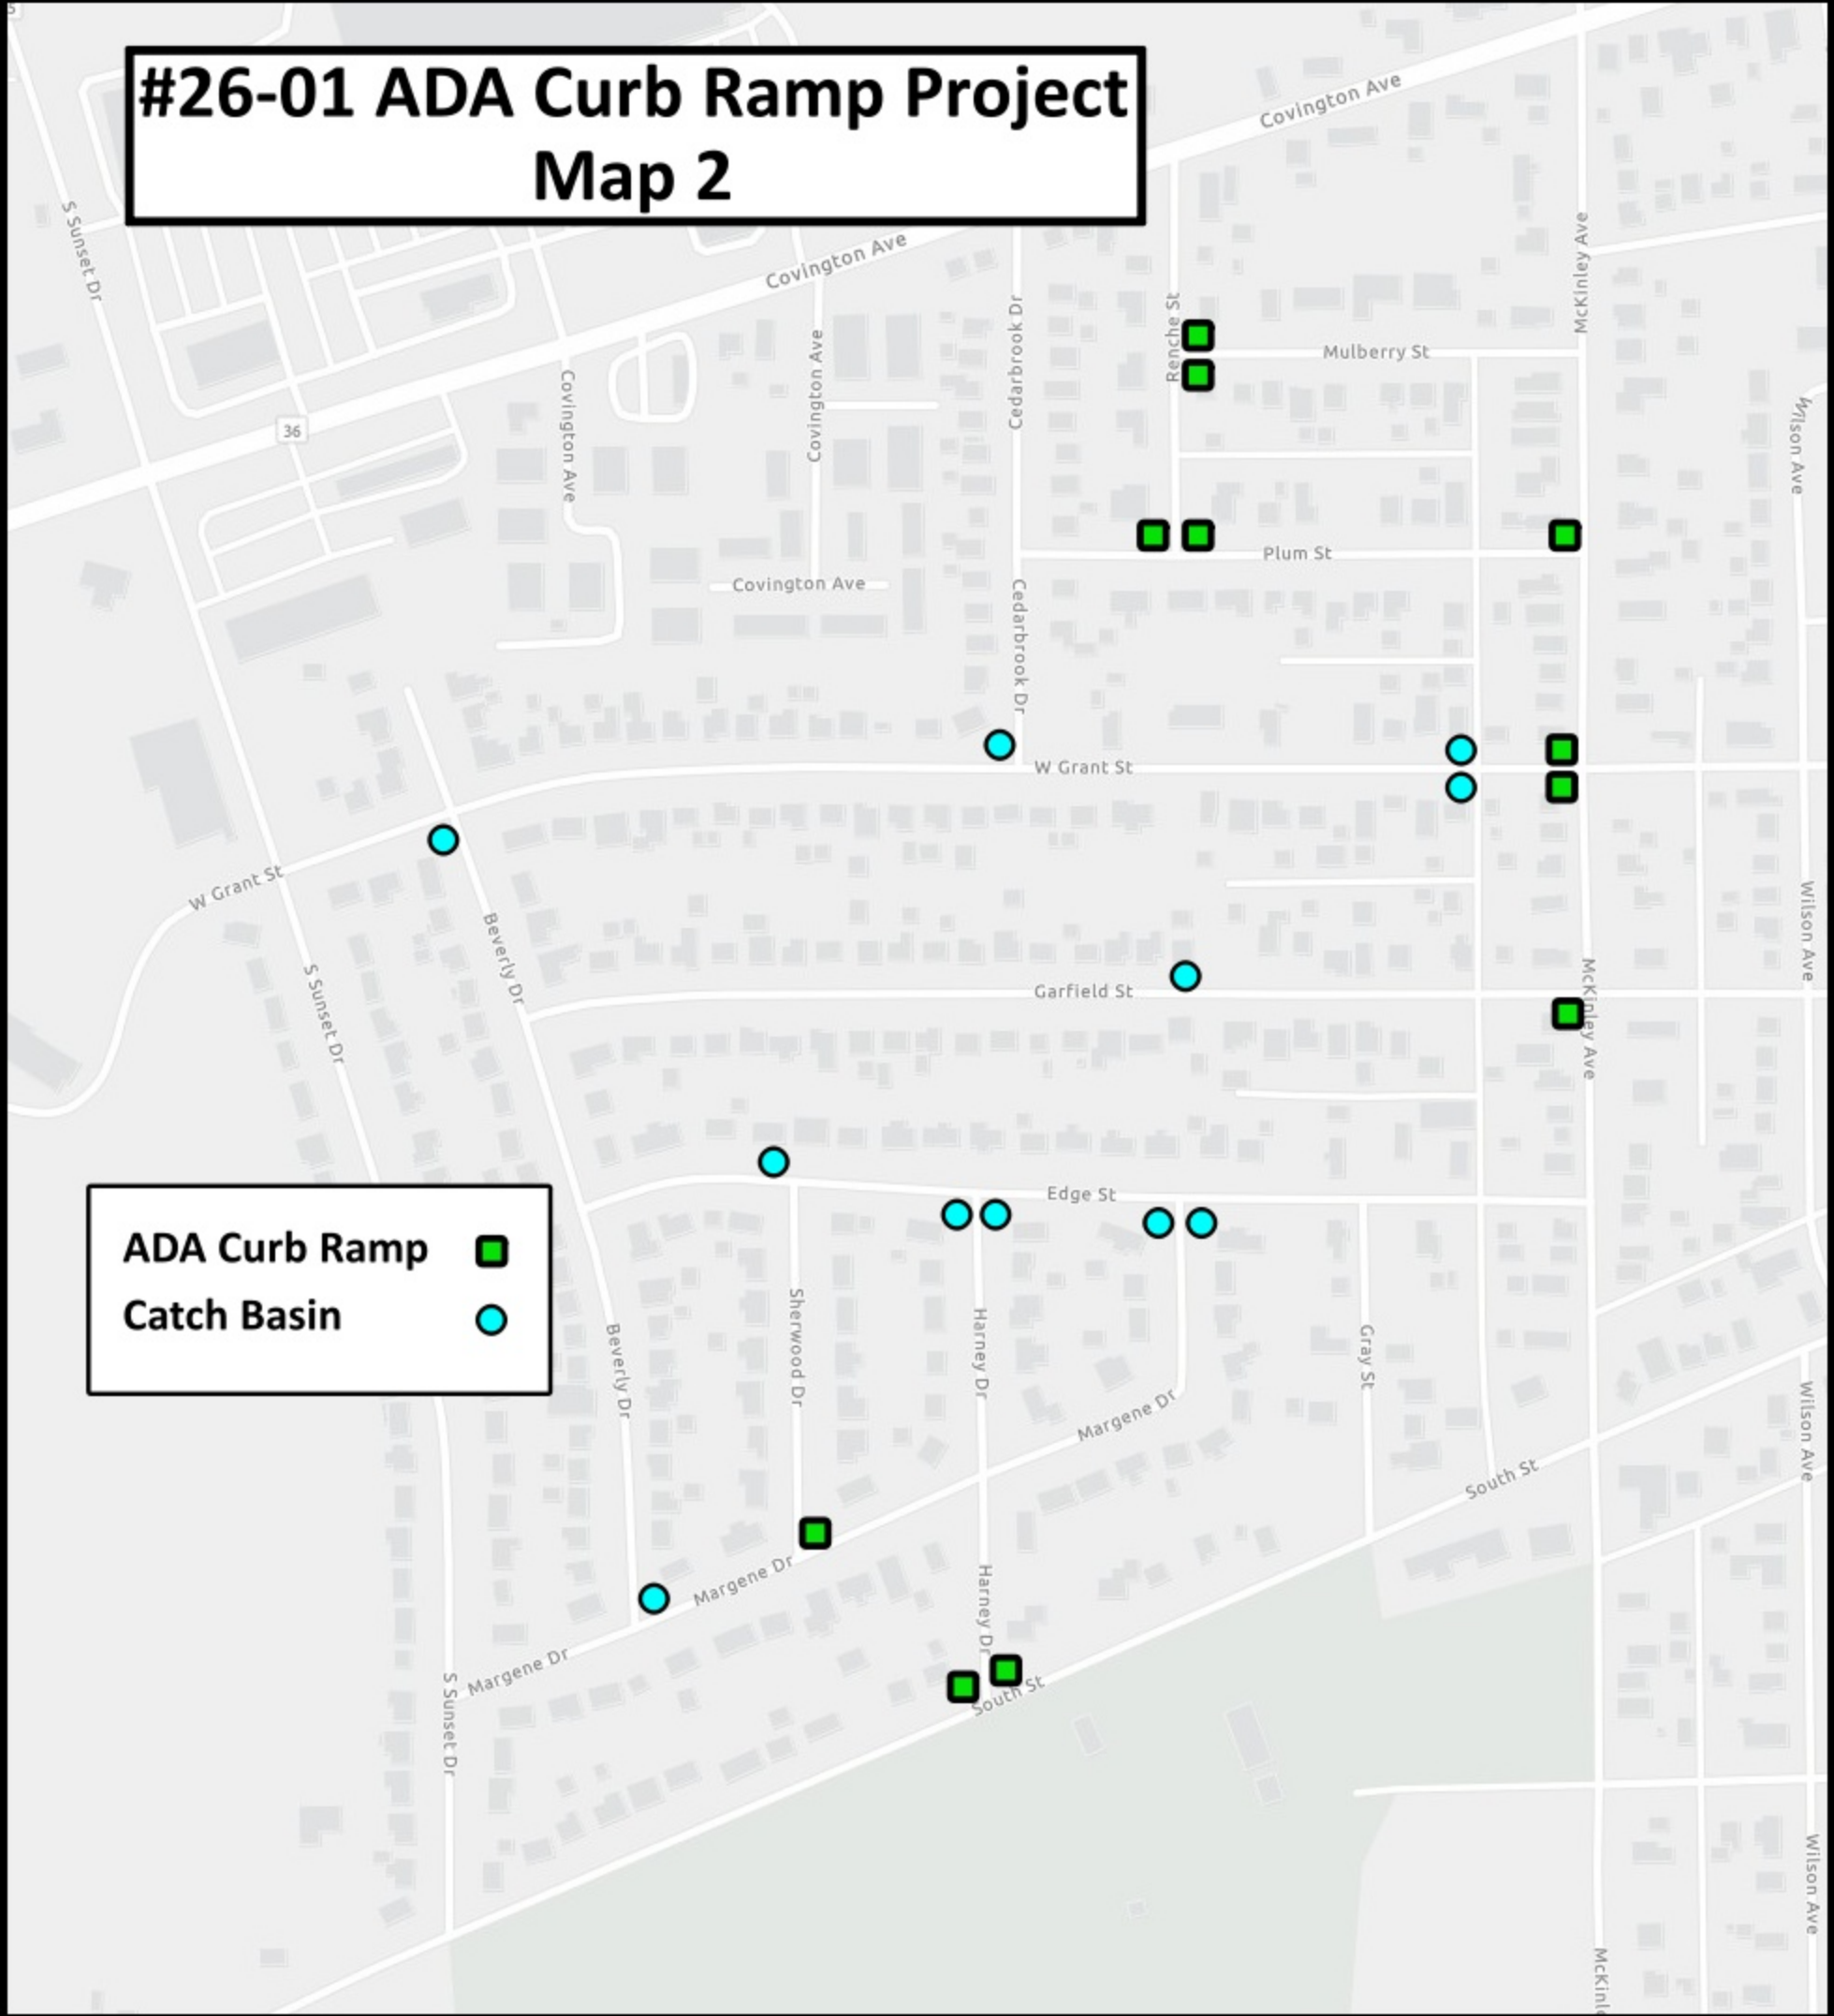 #26-01 ADA Curb Ramp Project
Map 2
Covington Ave
S Sunset Dr
McKinley Ave
Covington Ave
Renche St
Cedarbrook Dr
Covington Ave
Mulberry St
Covington Ave
36
Wilson Ave
Plum St
Covington Ave
Cedarbrook Dr
W Grant St
W Grant St
Beverly Dr
Wilson Ave
S Sunset Dr
Garfield St
McKinley Ave
Edge St
ADA Curb Ramp
Catch Basin
Sherwood Dr
Harney Dr
Beverly Dr
Gray St
Margene Dr
Wilson Ave
South St
Margene Dr
Harney Dr
Margene Dr
S Sunset Dr
South St
Wilson Ave
McKinl